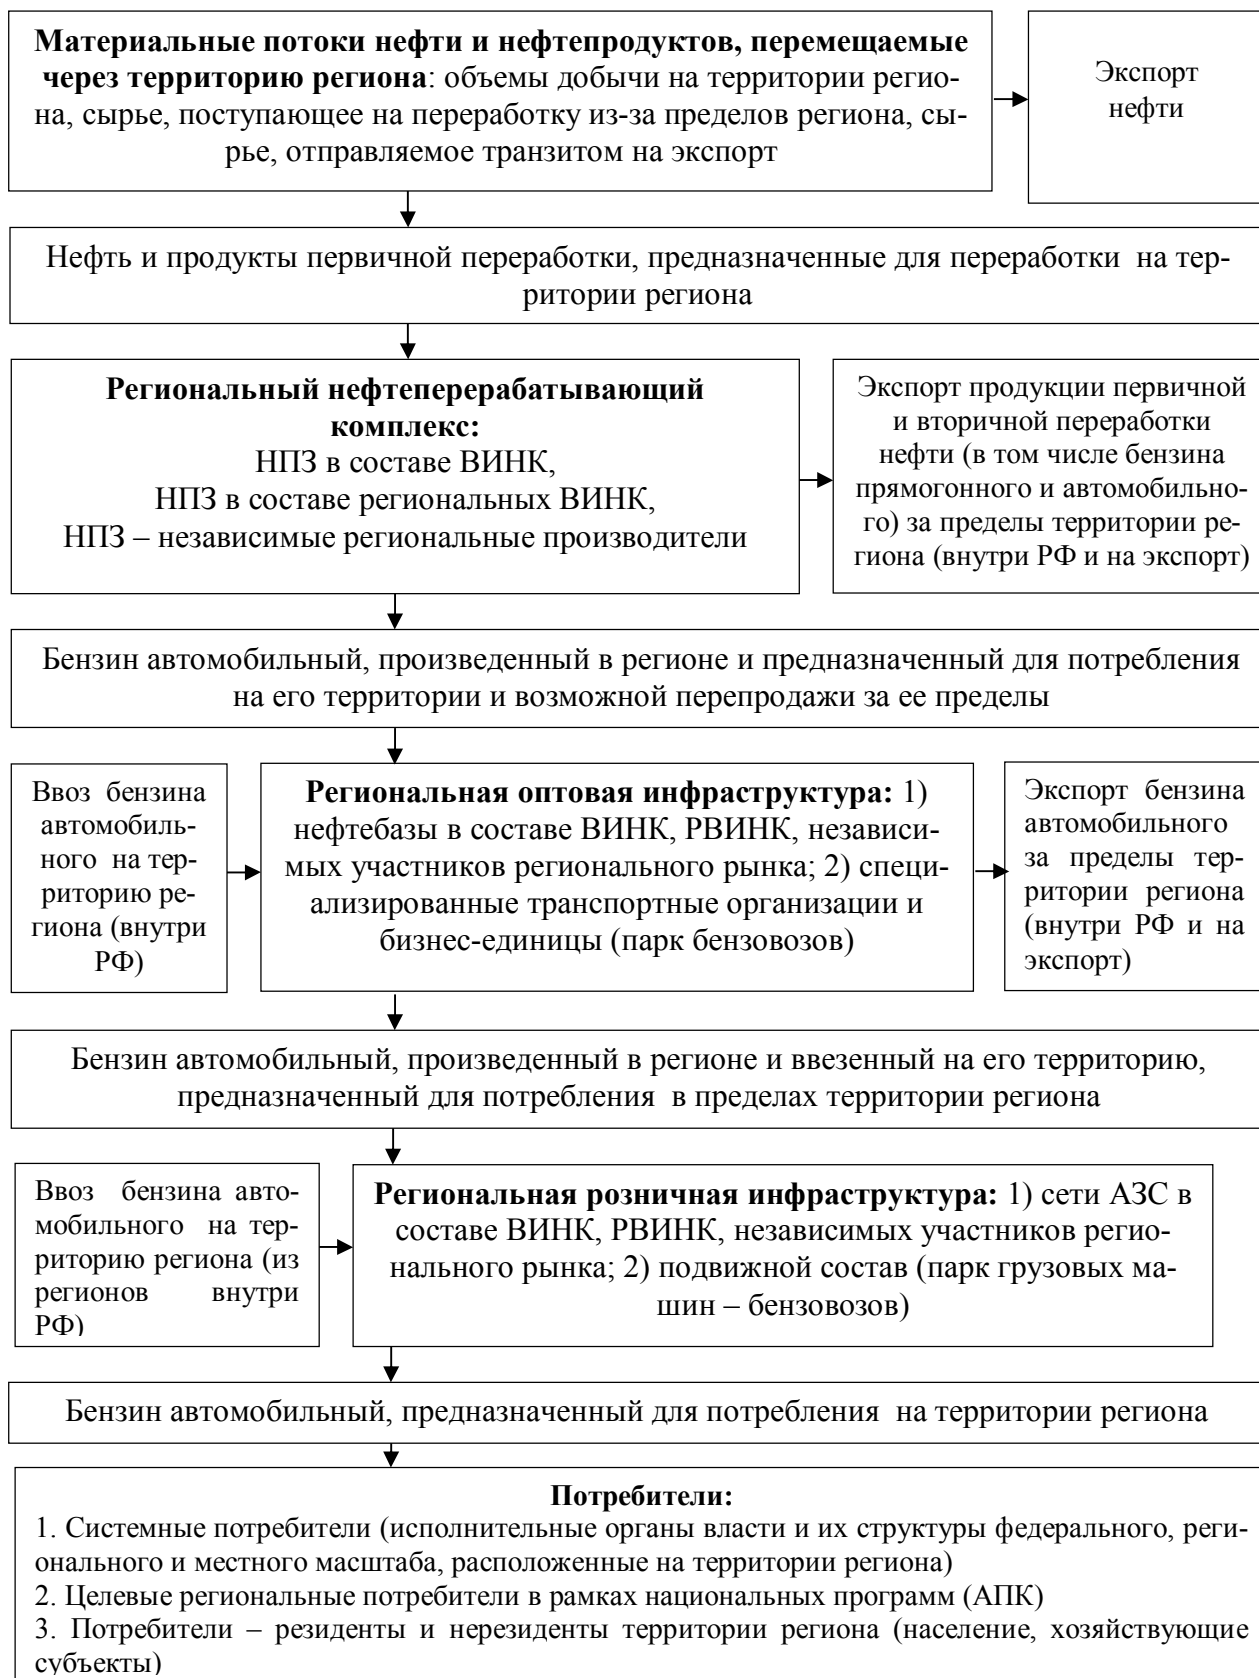 Материальные потоки нефти и нефтепродуктов, перемещаемые
через территорию региона: объемы добычи на территории регио-
на, сырье, поступающее на переработку из-за пределов региона, сы-
рье, отправляемое транзитом на экспорт
Экспорт
нефти
Нефть и продукты первичной переработки, предназначенные для переработки на тер-
ритории региона
Региональный нефтеперерабатывающий
комплекс:
НПЗ в составе ВИНК,
НПЗ в составе региональных ВИНК,
НПЗ – независимые региональные производители
Экспорт продукции первичной
и вторичной переработки
нефти (в том числе бензина
прямогонного и автомобильно-
го) за пределы территории ре-
гиона (внутри РФ и на экспорт)
Бензин автомобильный, произведенный в регионе и предназначенный для потребления
на его территории и возможной перепродажи за ее пределы
Ввоз бензина
автомобиль-
ного на тер-
риторию ре-
гиона (внутри
РФ)
Региональная оптовая инфраструктура: 1)
нефтебазы в составе ВИНК, РВИНК, независи-
мых участников регионального рынка; 2) специ-
ализированные транспортные организации и
бизнес-единицы (парк бензовозов)
Экспорт бензина
автомобильного
за пределы тер-
ритории региона
(внутри РФ и на
экспорт)
Бензин автомобильный, произведенный в регионе и ввезенный на его территорию,
предназначенный для потребления в пределах территории региона
Ввоз бензина авто-
мобильного на тер-
риторию региона (из
регионов внутри
РФ)
Региональная розничная инфраструктура: 1) сети АЗС в
составе ВИНК, РВИНК, независимых участников регио-
нального рынка; 2) подвижной состав (парк грузовых ма-
шин – бензовозов)
Бензин автомобильный, предназначенный для потребления на территории региона
Потребители:
1. Системные потребители (исполнительные органы власти и их структуры федерального, реги-
онального и местного масштаба, расположенные на территории региона)
2. Целевые региональные потребители в рамках национальных программ (АПК)
3. Потребители – резиденты и нерезиденты территории региона (население, хозяйствующие
субъекты)